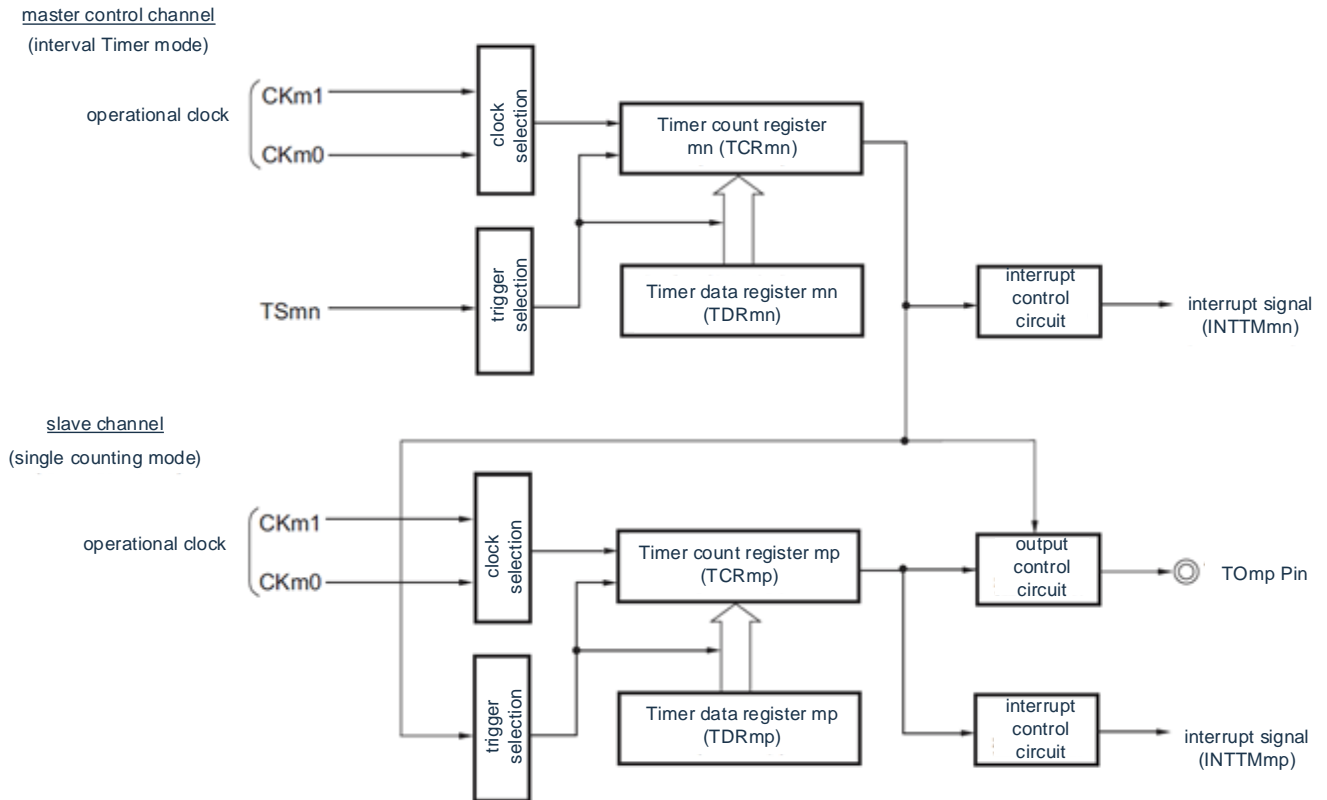 master control channel
(interval Timer mode)
operational clock
CKm1
CKm0
clock
selection
Timer count register
mn (TCRmn)
TSmn
trigger
selection
Timer data register mn
(TDRmn)
interrupt
control
circuit
interrupt signal
(INTTMmn)
slave channel
(single counting mode)
operational clock
CKm1
CKm0
clock
selection
Timer count register mp
(TCRmp)
output
control
circuit
TOmp Pin
trigger
selection
Timer data register mp
(TDRmp)
interrupt
control
circuit
interrupt signal
(INTTMmp)